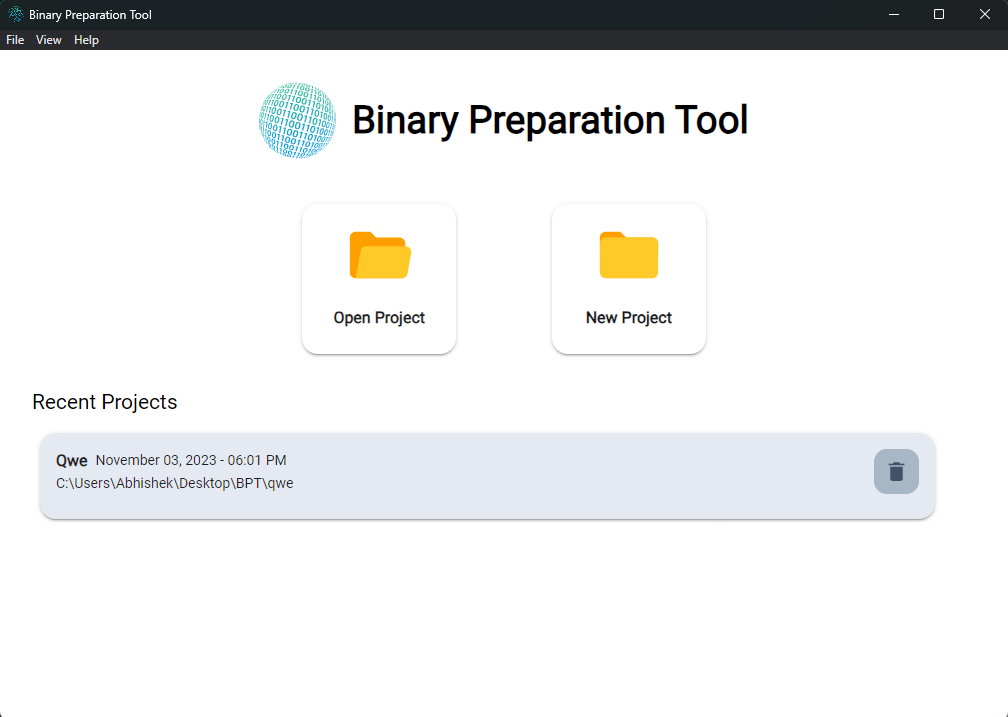 Binary Preparation Tool
File View Help
Binary Preparation Tool
Open Project
New Project
Recent Projects
Qwe November 03, 2023 - 06:01 PM
C:\Users\Abhishek\Desktop\BPT\qwe